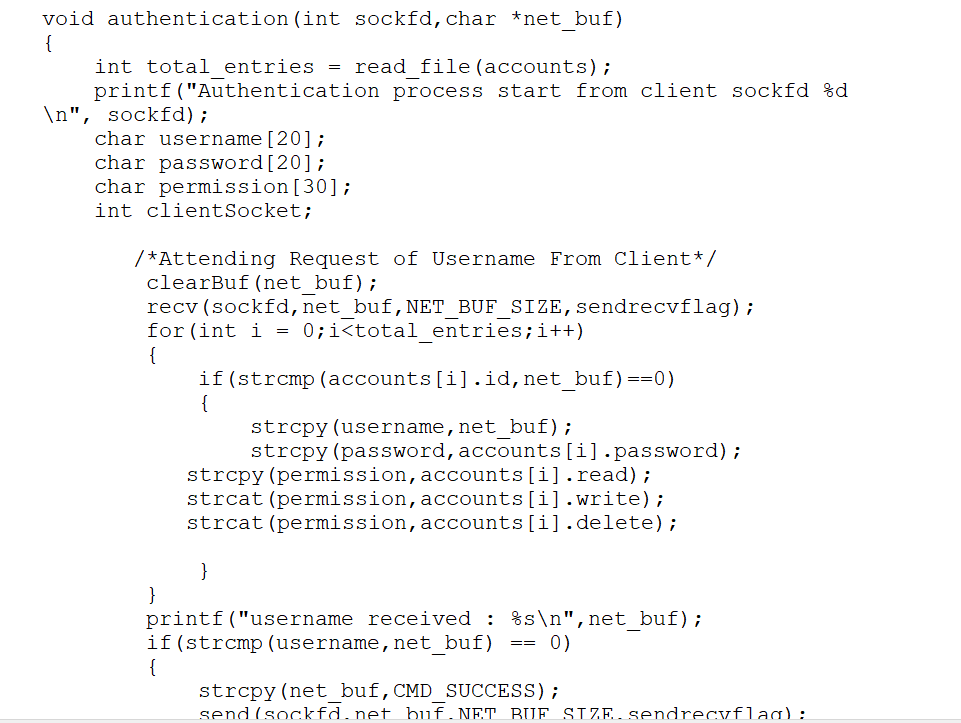 void authentication(int sockfd,char *net_buf)
{
    int total_entries = read_file(accounts);
    printf("Authentication process start from client sockfd %d
\n", sockfd);
    char username[20];
    char password[20];
    char permission[30];
    int clientSocket;

       /*Attending Request of Username From Client*/
        clearBuf(net_buf);
        recv(sockfd,net_buf,NET_BUF_SIZE,sendrecvflag);
        for(int i = 0;i<total_entries;i++)
        {
            if(strcmp(accounts[i].id,net_buf)==0)
            {
                strcpy(username,net_buf);
                strcpy(password,accounts[i].password);
           strcpy(permission,accounts[i].read);
           strcat(permission,accounts[i].write);
           strcat(permission,accounts[i].delete);

            }
        }
        printf("username received : %s\n",net_buf);
        if(strcmp(username,net_buf) == 0)
        {
            strcpy(net_buf,CMD_SUCCESS);
            send(sockfd,net_buf,NET_BUF_SIZE,sendrecvflag);